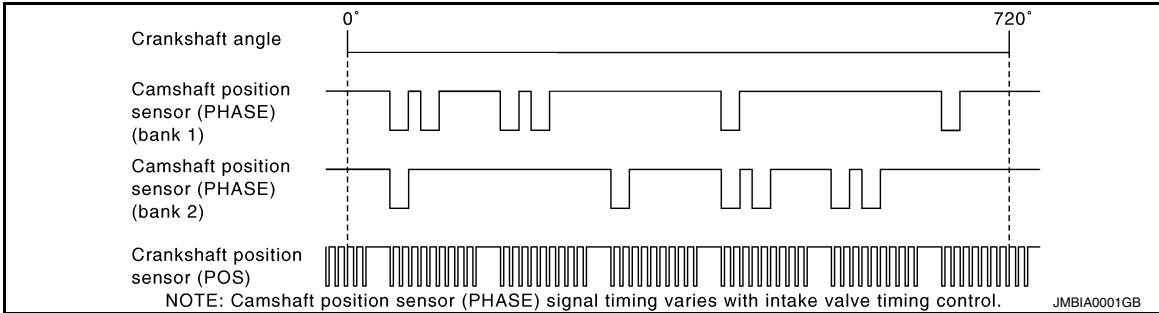 0° 720°
Crankshaft angle
Camshaft position
sensor (PHASE)
(bank 1)
Camshaft position
sensor (PHASE)
(bank 2)
Crankshaft position
sensor (POS)
NOTE: Camshaft position sensor (PHASE) signal timing varies with intake valve timing control. JMBIA0001GB